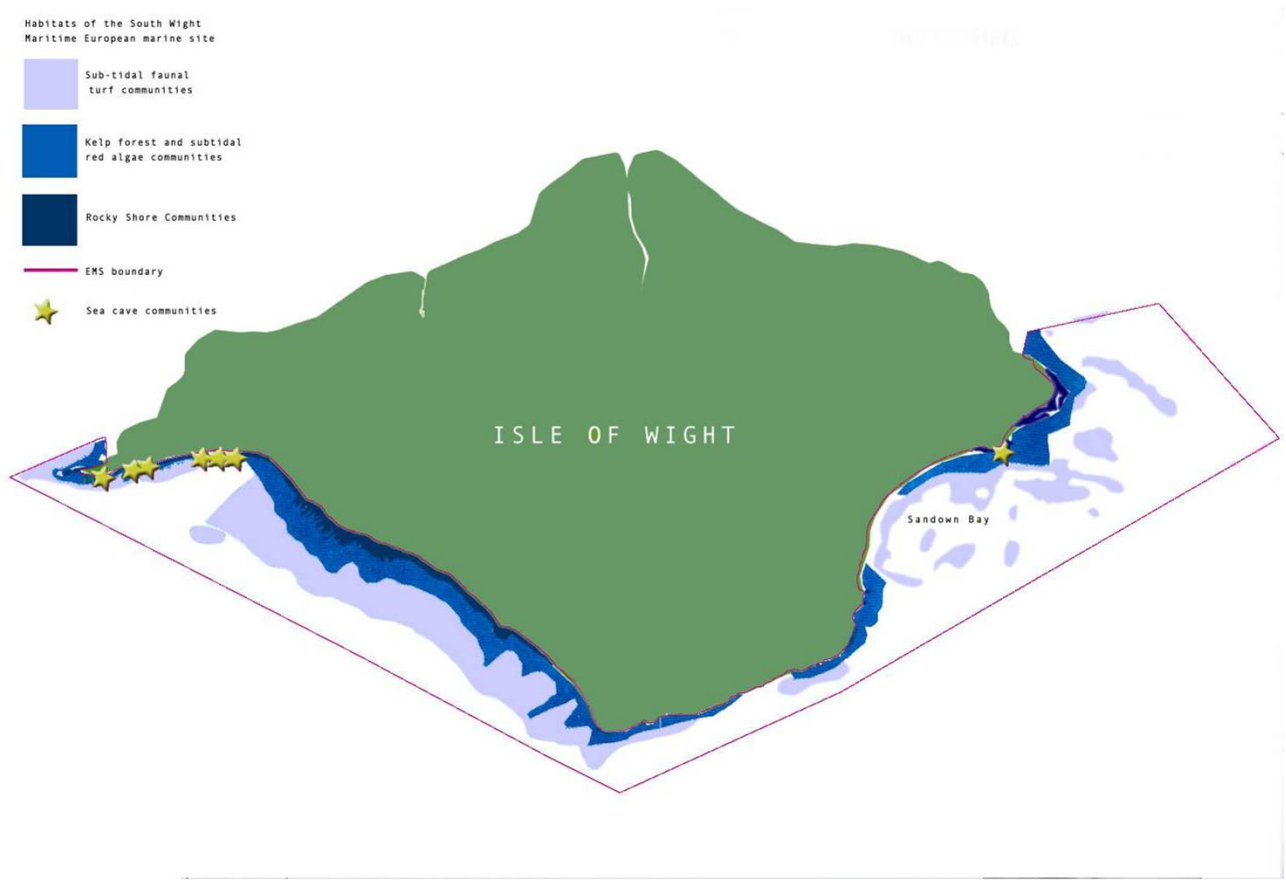 Habitats of the South Wight
Maritime European marine site
Sub-tidal faunal
turf communities
Kelp forest and subtidal
red algae communities
Rocky Shore Communities
EMS boundary
Sea cave communities
ISLE OF WIGHT
Sandown Bay